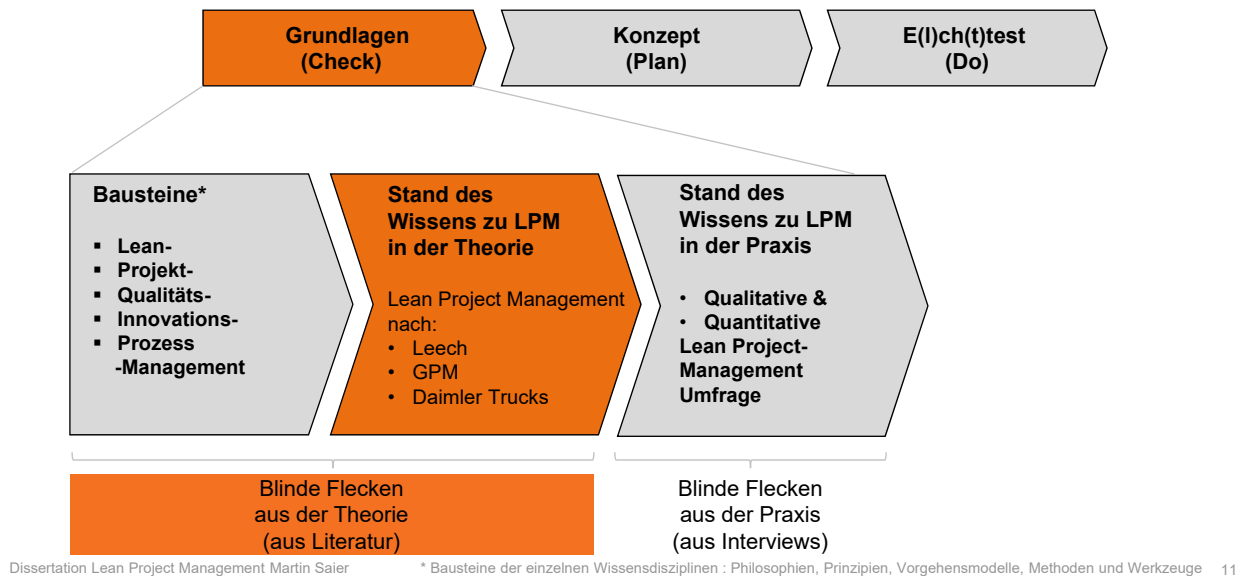 Grundlagen
(Check)
Konzept
(Plan)
E(l)ch(t)test
(Do)
Bausteine*
▪ Lean-
▪ Projekt-
▪ Qualitäts-
▪ Innovations-
▪ Prozess
-Management
Stand des
Wissens zu LPM
in der Theorie
Lean Project Management
nach:
• Leech
• GPM
• Daimler Trucks
Stand des
Wissens zu LPM
in der Praxis
• Qualitative &
• Quantitative
Lean Project-
Management
Umfrage
Blinde Flecken
aus der Theorie
(aus Literatur)
Blinde Flecken
aus der Praxis
(aus Interviews)
Dissertation Lean Project Management Martin Saier
* Bausteine der einzelnen Wissensdisziplinen : Philosophien, Prinzipien, Vorgehensmodelle, Methoden und Werkzeuge
11